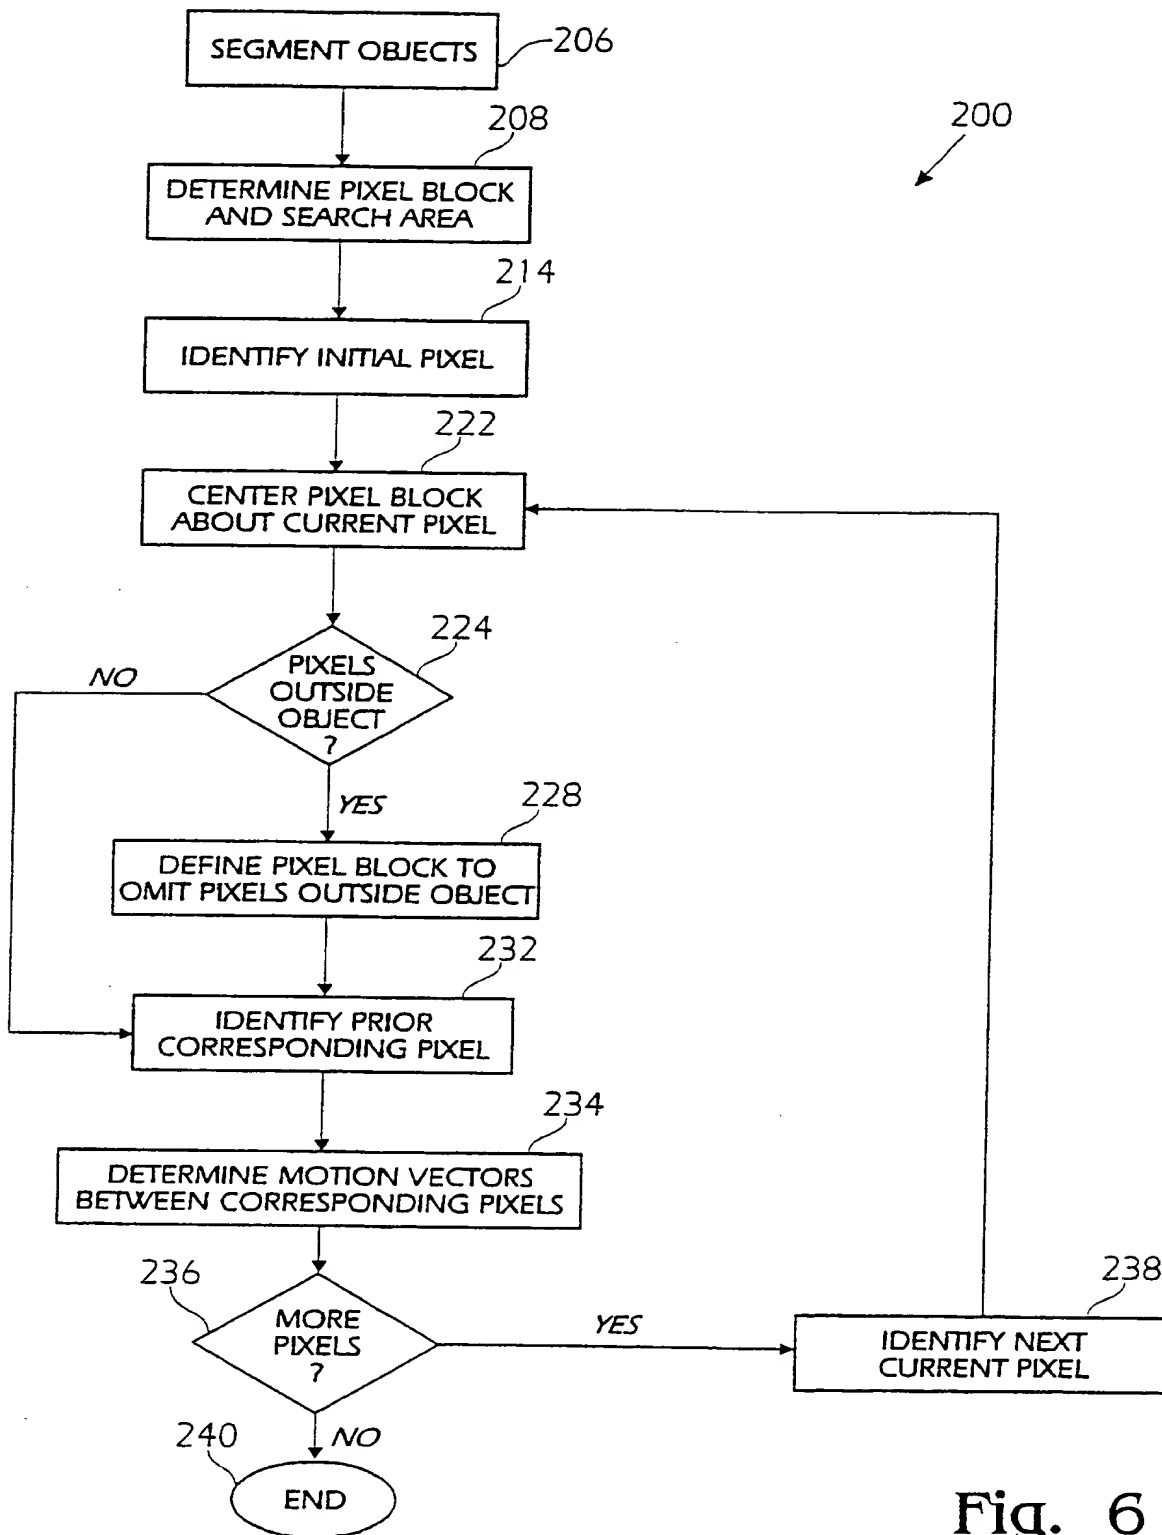 SEGMENT OBJECTS
206
200
208
DETERMINE PIXEL BLOCK
AND SEARCH AREA
214
IDENTIFY INITIAL PIXEL
222
CENTER PIXEL BLOCK
ABOUT CURRENT PIXEL
224
NO
PIXELS
OUTSIDE
OBJECT
?
YES
228
DEFINE PIXEL BLOCK TO
OMIT PIXELS OUTSIDE OBJECT
232
IDENTIFY PRIOR
CORRESPONDING PIXEL
234
DETERMINE MOTION VECTORS
BETWEEN CORRESPONDING PIXELS
236
MORE
PIXELS
?
YES
238
IDENTIFY NEXT
CURRENT PIXEL
NO
240
END
Fig. 6